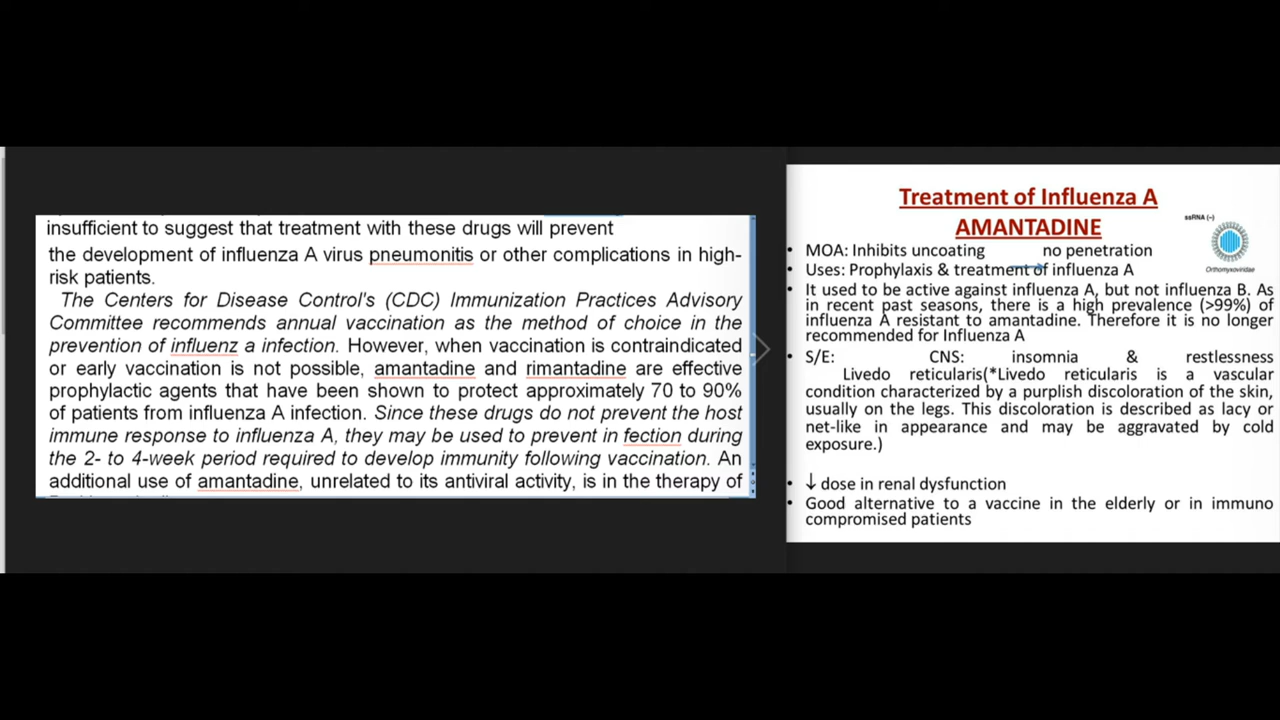 insufficient to suggest that treatment with these drugs will prevent
the development of influenza A virus pneumonitis or other complications in high-
risk patients.
The Centers for Disease Control's (CDC) Immunization Practices Advisory
Committee recommends annual vaccination as the method of choice in the
prevention of influenz a infection. However, when vaccination is contraindicated
or early vaccination is not possible, amantadine and rimantadine are effective
prophylactic agents that have been shown to protect approximately 70 to 90%
of patients from influenza A infection. Since these drugs do not prevent the host
immune response to influenza A, they may be used to prevent in fection during
the 2- to 4-week period required to develop immunity following vaccination. An
additional use of amantadine, unrelated to its antiviral activity, is in the therapy of
Treatment of Influenza A
AMANTADINE
ssRNA (–)
Orthomyxoviridae
• MOA: Inhibits uncoating → no penetration
• Uses: Prophylaxis & treatment of influenza A
• It used to be active against influenza A, but not influenza B. As
in recent past seasons, there is a high prevalence (>99%) of
influenza A resistant to amantadine. Therefore it is no longer
recommended for Influenza A
• S/E: CNS: insomnia & restlessness
Livedo reticularis(*Livedo reticularis is a vascular
condition characterized by a purplish discoloration of the skin,
usually on the legs. This discoloration is described as lacy or
net-like in appearance and may be aggravated by cold
exposure.)
• ↓ dose in renal dysfunction
• Good alternative to a vaccine in the elderly or in immuno
compromised patients